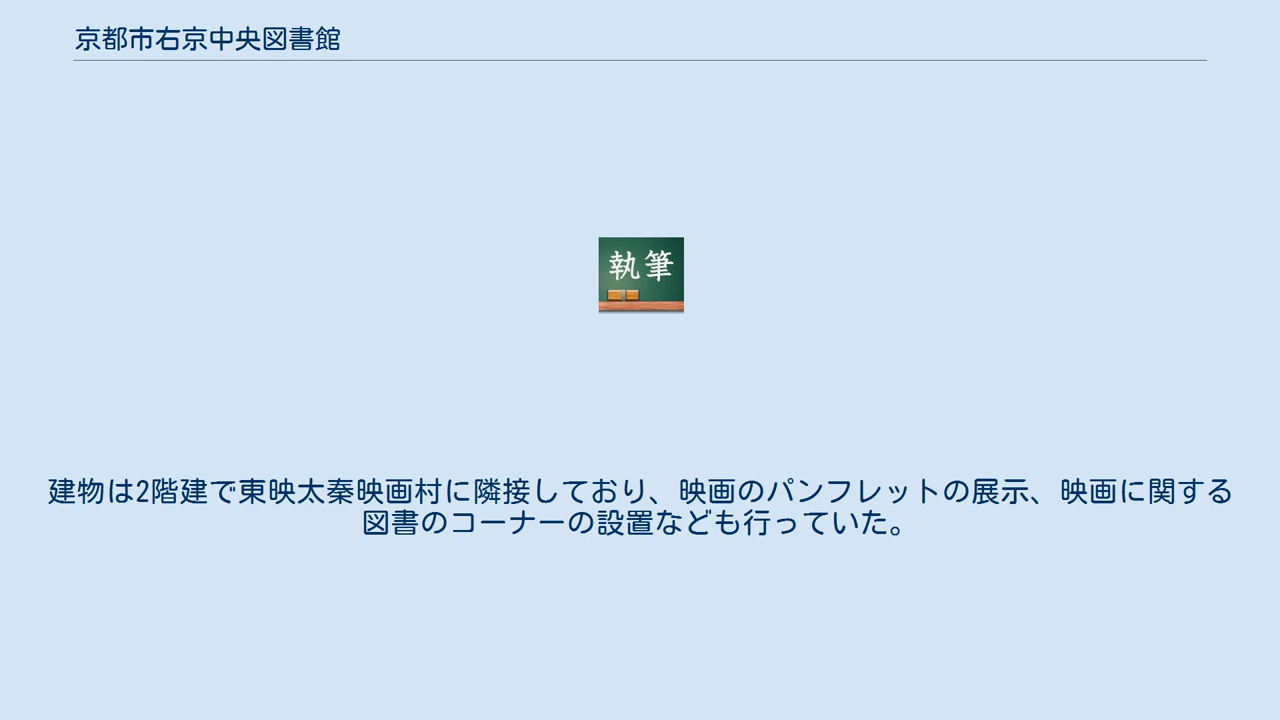 京都市右京中央図書館
執筆
建物は2階建で東映太秦映画村に隣接しており、映画のパンフレットの展示、映画に関する
図書のコーナーの設置なども行っていた。